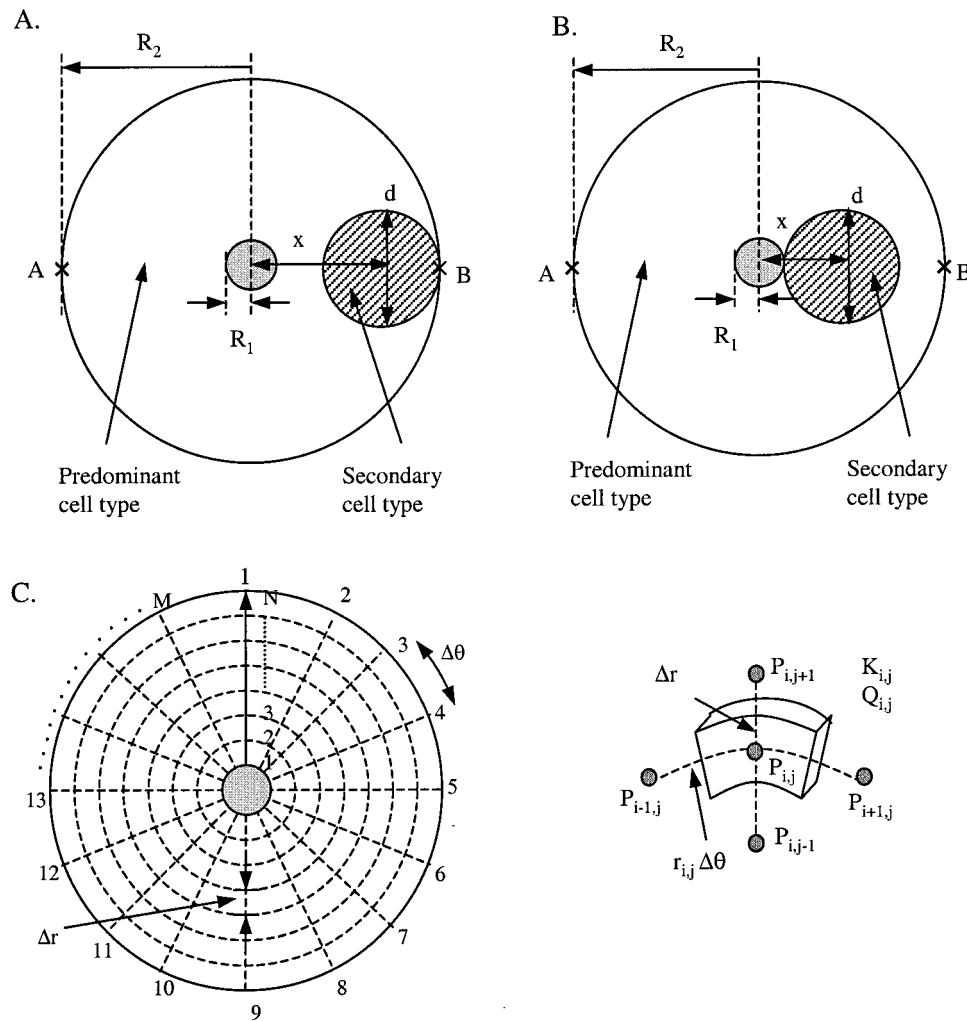 A.
R2
d
x
A
B
R1
Predominant
cell type
Secondary
cell type
B.
R2
d
x
A
B
R1
Predominant
cell type
Secondary
cell type
C.
1
M
N
2
3
Δθ
4
3
2
1
13
5
12
6
Δr
11
7
10
8
9
Δr
Pi,j+1
Ki,j
Qi,j
Pi,j
Pi-1,j
Pi+1,j
Pi,j-1
ri,j Δθ